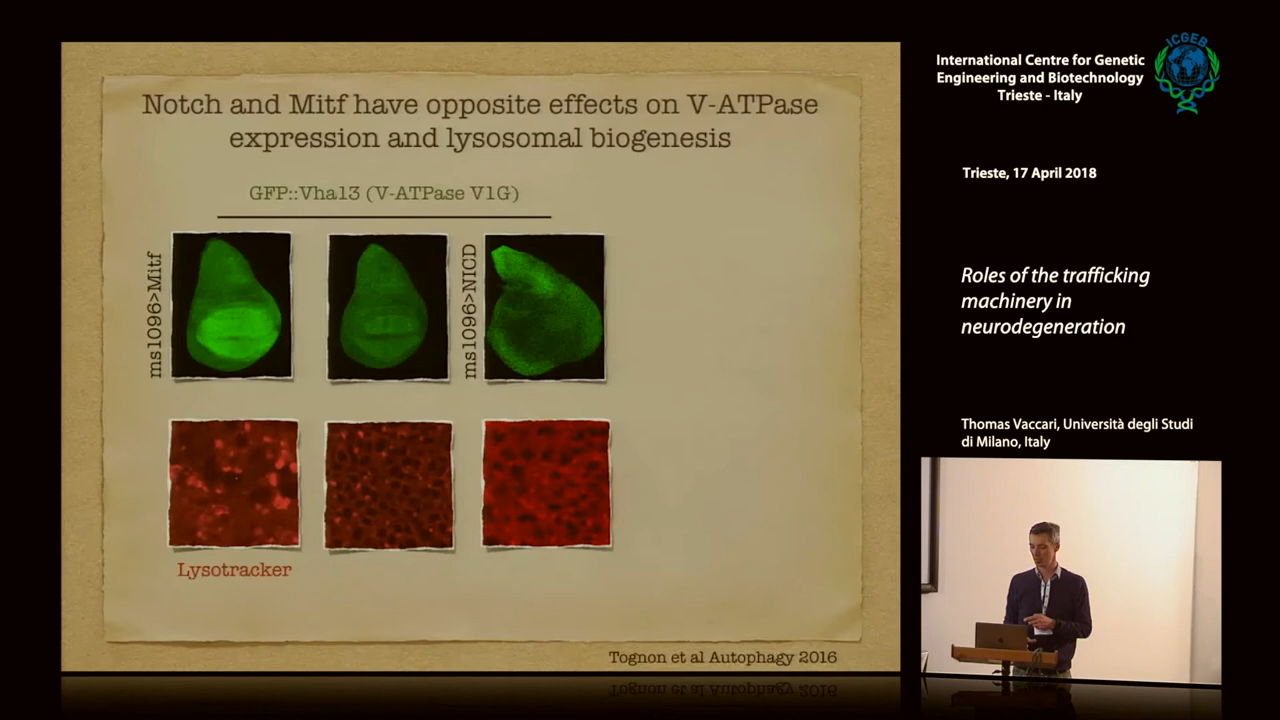 Notch and Mitf have opposite effects on V-ATPase
expression and lysosomal biogenesis
GFP::Vha13 (V-ATPase V1G)
ms1096>Mitf
ms1096>NICD
Lysotracker
Tognon et al Autophagy 2016
International Centre for Genetic
Engineering and Biotechnology
Trieste - Italy
ICGEB
Trieste, 17 April 2018
Roles of the trafficking
machinery in
neurodegeneration
Thomas Vaccari, Università degli Studi
di Milano, Italy